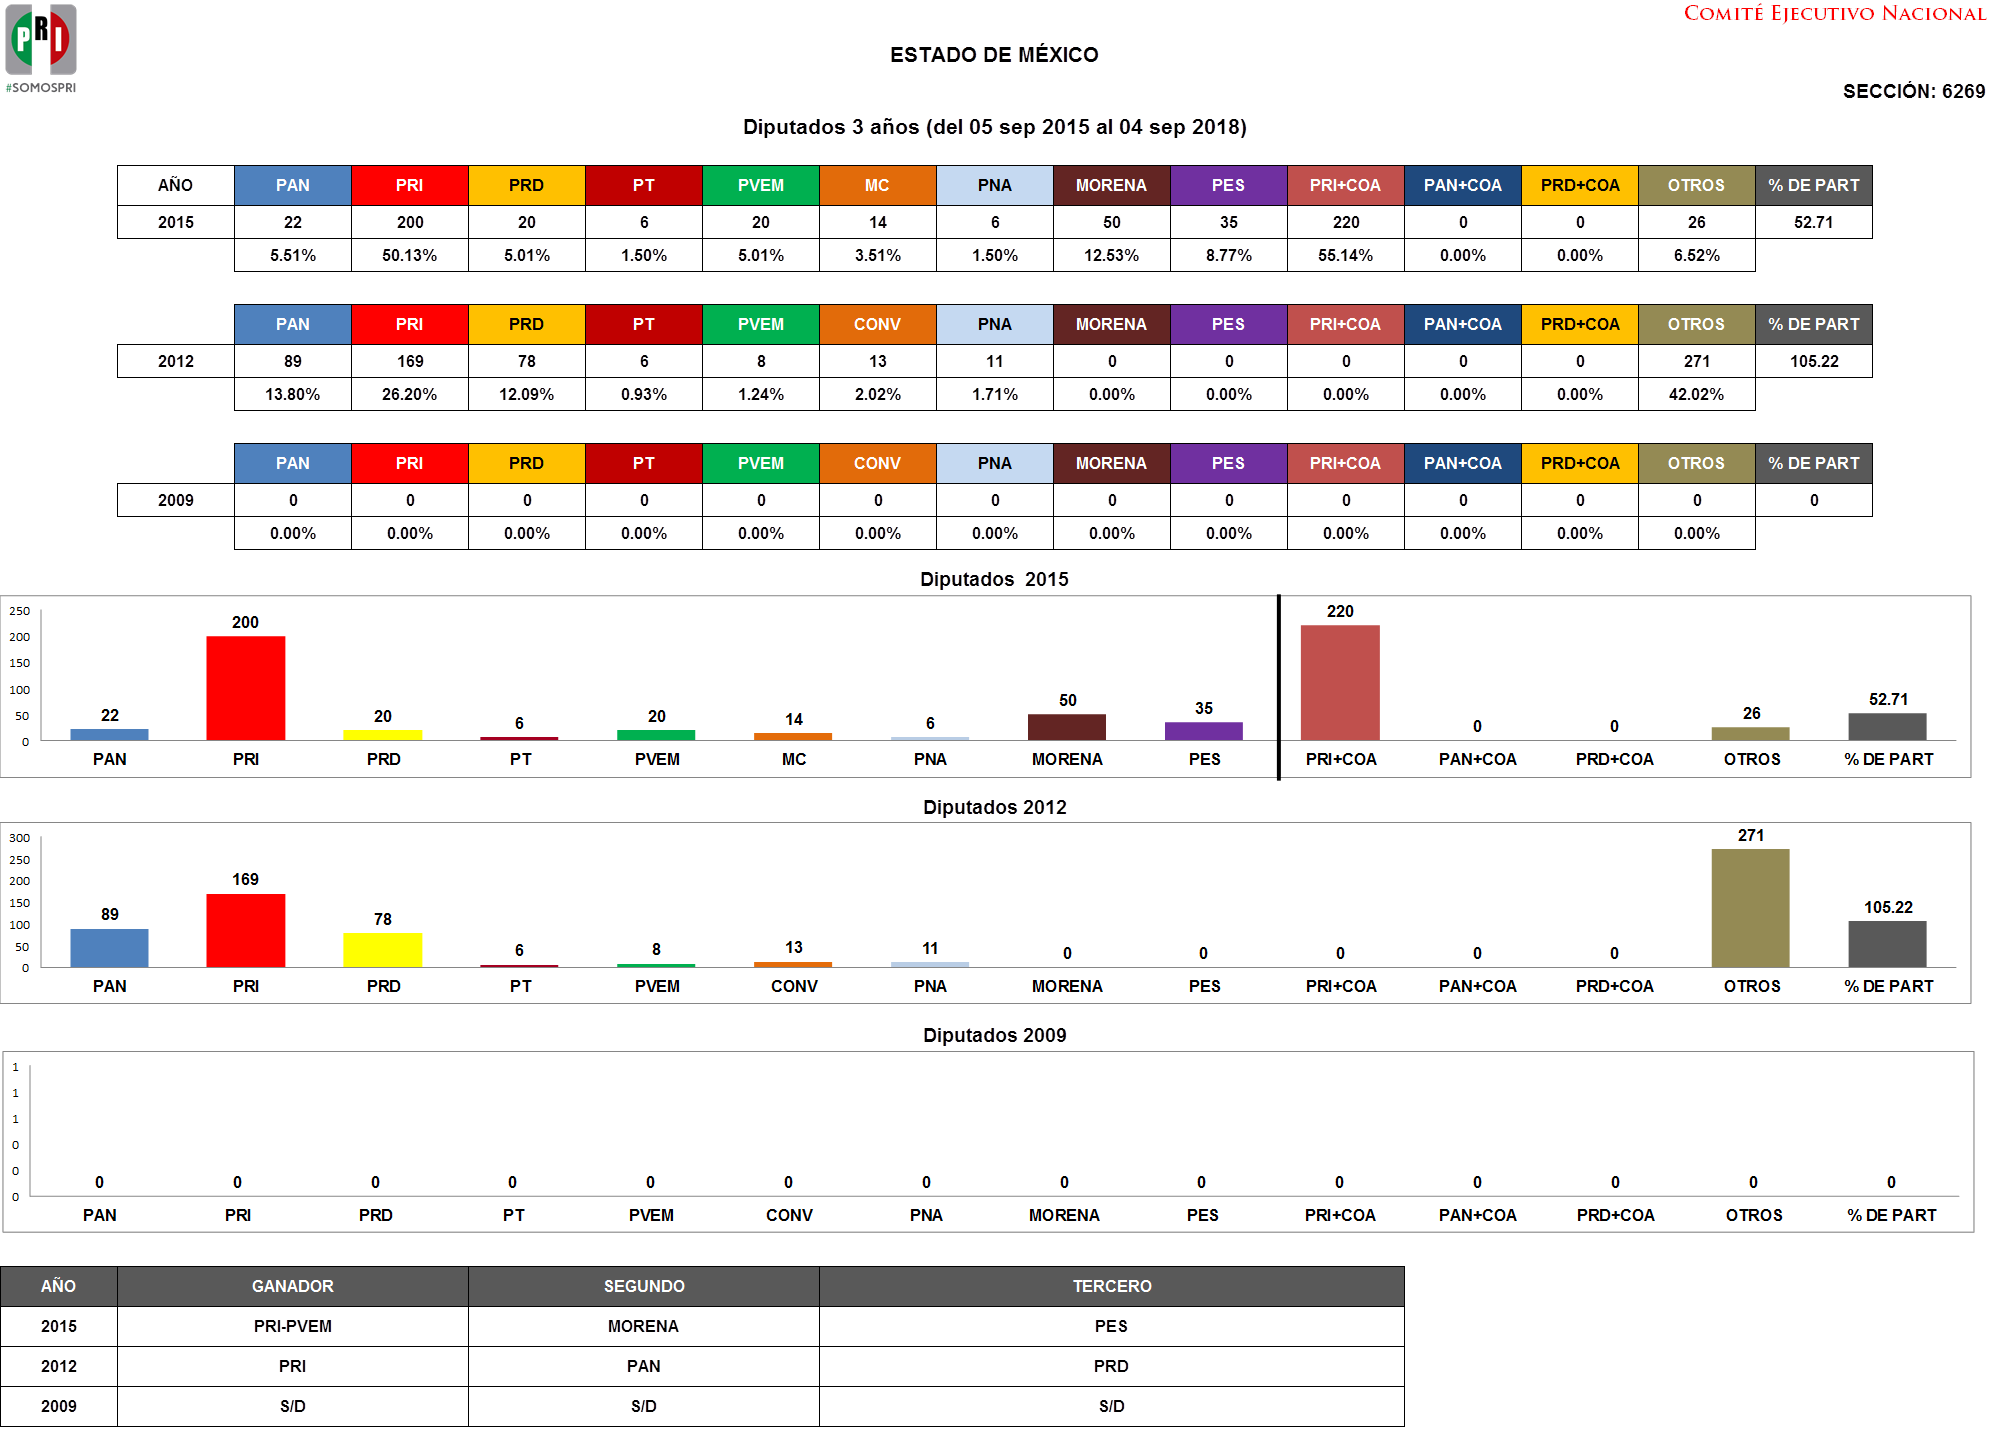 PRI
#SOMOSPRI
COMITÉ EJECUTIVO NACIONAL
ESTADO DE MÉXICO
SECCIÓN: 6269
Diputados 3 años (del 05 sep 2015 al 04 sep 2018)
AÑO PAN PRI PRD PT PVEM MC PNA MORENA PES PRI+COA PAN+COA PRD+COA OTROS % DE PART
2015 22 200 20 6 20 14 6 50 35 220 0 0 26 52.71
5.51% 50.13% 5.01% 1.50% 5.01% 3.51% 1.50% 12.53% 8.77% 55.14% 0.00% 0.00% 6.52%
PAN PRI PRD PT PVEM CONV PNA MORENA PES PRI+COA PAN+COA PRD+COA OTROS % DE PART
2012 89 169 78 6 8 13 11 0 0 0 0 0 271 105.22
13.80% 26.20% 12.09% 0.93% 1.24% 2.02% 1.71% 0.00% 0.00% 0.00% 0.00% 0.00% 42.02%
PAN PRI PRD PT PVEM CONV PNA MORENA PES PRI+COA PAN+COA PRD+COA OTROS % DE PART
2009 0 0 0 0 0 0 0 0 0 0 0 0 0 0
0.00% 0.00% 0.00% 0.00% 0.00% 0.00% 0.00% 0.00% 0.00% 0.00% 0.00% 0.00% 0.00%
Diputados 2015
250
200
150
100
50
0
22 200 20 6 20 14 6 50 35 220 0 0 26 52.71
PAN PRI PRD PT PVEM MC PNA MORENA PES PRI+COA PAN+COA PRD+COA OTROS % DE PART
Diputados 2012
300
250
200
150
100
50
0
89 169 78 6 8 13 11 0 0 0 0 0 271 105.22
PAN PRI PRD PT PVEM CONV PNA MORENA PES PRI+COA PAN+COA PRD+COA OTROS % DE PART
Diputados 2009
1
1
1
0
0
0
0 0 0 0 0 0 0 0 0 0 0 0 0 0
PAN PRI PRD PT PVEM CONV PNA MORENA PES PRI+COA PAN+COA PRD+COA OTROS % DE PART
AÑO GANADOR SEGUNDO TERCERO
2015 PRI-PVEM MORENA PES
2012 PRI PAN PRD
2009 S/D S/D S/D